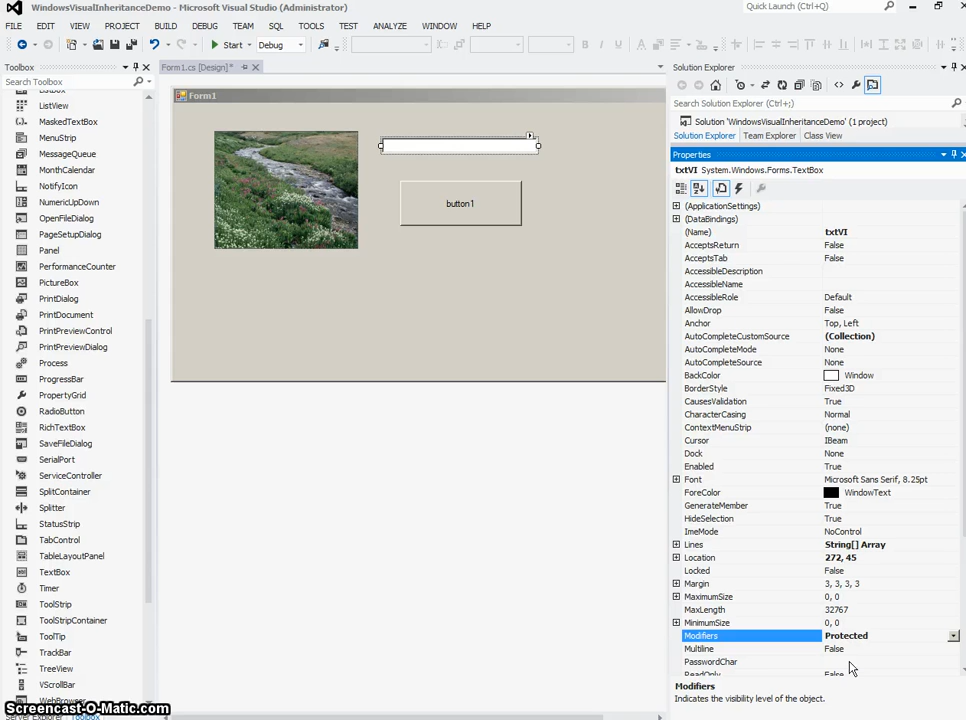 WindowsVisualInheritanceDemo - Microsoft Visual Studio (Administrator)
Quick Launch (Ctrl+Q)
FILE EDIT VIEW PROJECT BUILD DEBUG TEAM SQL TOOLS TEST ANALYZE WINDOW HELP
Start Debug
Toolbox
Search Toolbox
ListBox
ListView
MaskedTextBox
MenuStrip
MessageQueue
MonthCalendar
NotifyIcon
NumericUpDown
OpenFileDialog
PageSetupDialog
Panel
PerformanceCounter
PictureBox
PrintDialog
PrintDocument
PrintPreviewControl
PrintPreviewDialog
Process
ProgressBar
PropertyGrid
RadioButton
RichTextBox
SaveFileDialog
SerialPort
ServiceController
SplitContainer
Splitter
StatusStrip
TabControl
TableLayoutPanel
TextBox
Timer
ToolStrip
ToolStripContainer
ToolTip
TrackBar
TreeView
VScrollBar
WebBrowser
Server Explorer Toolbox
Screencast-O-Matic.com
Form1.cs [Design]*
Form1
button1
Solution Explorer
Search Solution Explorer (Ctrl+;)
Solution 'WindowsVisualInheritanceDemo' (1 project)
Solution Explorer Team Explorer Class View
Properties
txtVI System.Windows.Forms.TextBox
(ApplicationSettings)
(DataBindings)
(Name) txtVI
AcceptsReturn False
AcceptsTab False
AccessibleDescription
AccessibleName
AccessibleRole Default
AllowDrop False
Anchor Top, Left
AutoCompleteCustomSource (Collection)
AutoCompleteMode None
AutoCompleteSource None
BackColor Window
BorderStyle Fixed3D
CausesValidation True
CharacterCasing Normal
ContextMenuStrip (none)
Cursor IBeam
Dock None
Enabled True
Font Microsoft Sans Serif, 8.25pt
ForeColor WindowText
GenerateMember True
HideSelection True
ImeMode NoControl
Lines String[] Array
Location 272, 45
Locked False
Margin 3, 3, 3, 3
MaximumSize 0, 0
MaxLength 32767
MinimumSize 0, 0
Modifiers Protected
Multiline False
PasswordChar
ReadOnly False
Modifiers
Indicates the visibility level of the object.